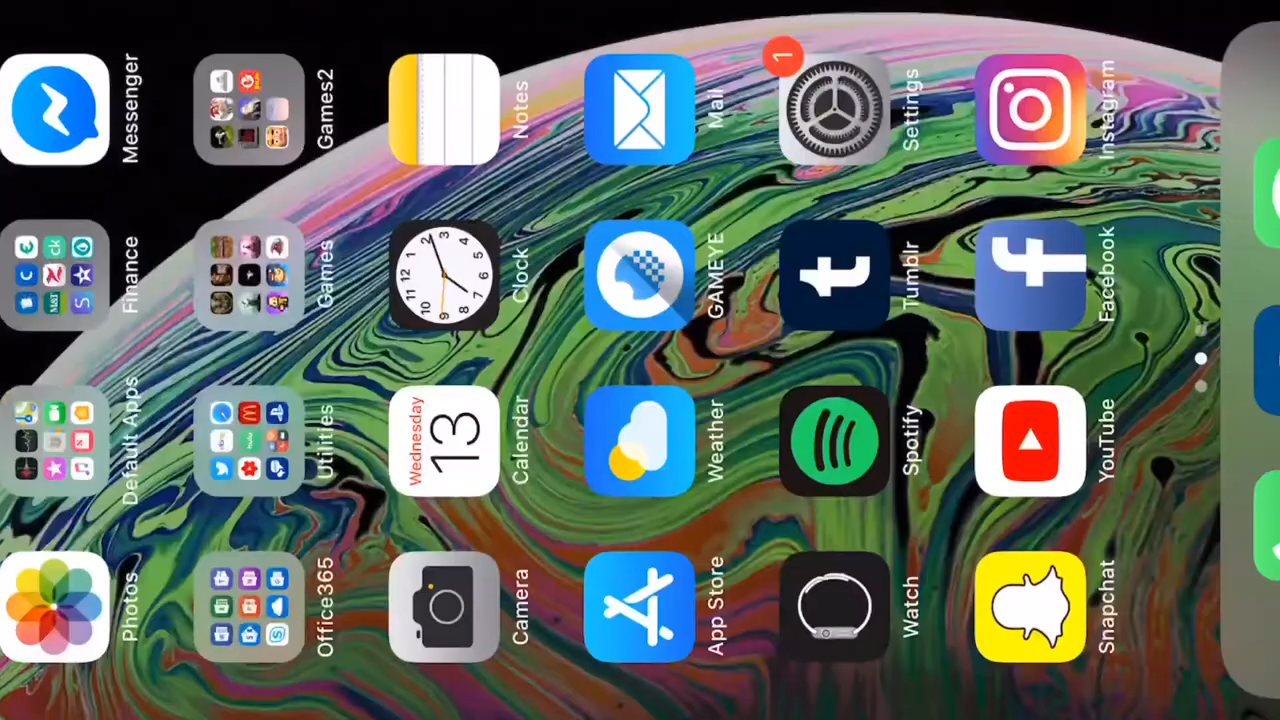 Photos
Default Apps
Finance
Messenger
Office365
Utilities
Games
Games2
Camera
Wednesday
13
Calendar
Clock
Notes
App Store
Weather
GAMEYE
Mail
Watch
Spotify
Tumblr
1
Settings
Snapchat
YouTube
Facebook
Instagram